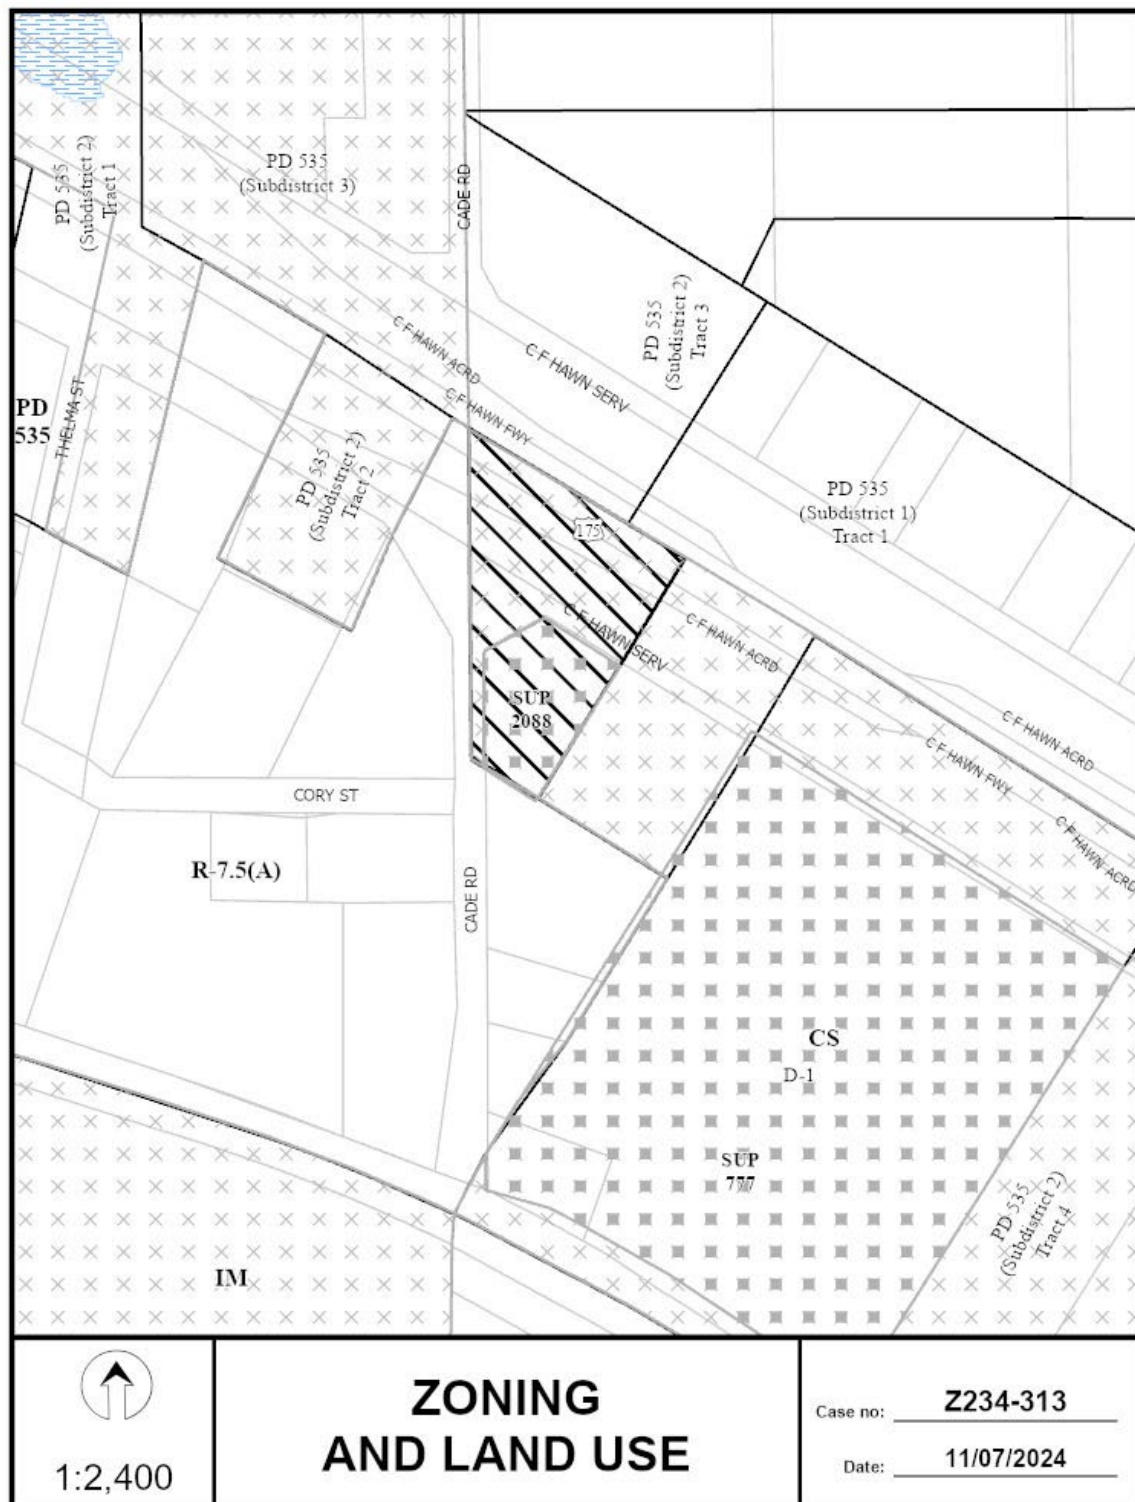 PD 535
(Subdistrict 2)
Tract 1
PD 535
(Subdistrict 3)
CADE RD
PD 535
(Subdistrict 2)
Tract 3
C F HAWN ACRD
C F HAWN SERV
C F HAWN FWY
PD
535
THELMA ST
PD 535
(Subdistrict 2)
Tract 2
PD 535
(Subdistrict 1)
Tract 1
175
C F HAWN SERV
C F HAWN ACRD
SUP
2088
C F HAWN ACRD
C F HAWN FWY
C F HAWN ACRD
CORY ST
R-7.5(A)
CADE RD
CS
D-1
SUP
777
PD 535
(Subdistrict 2)
Tract 4
IM
1:2,400
ZONING
AND LAND USE
Case no: Z234-313
Date: 11/07/2024